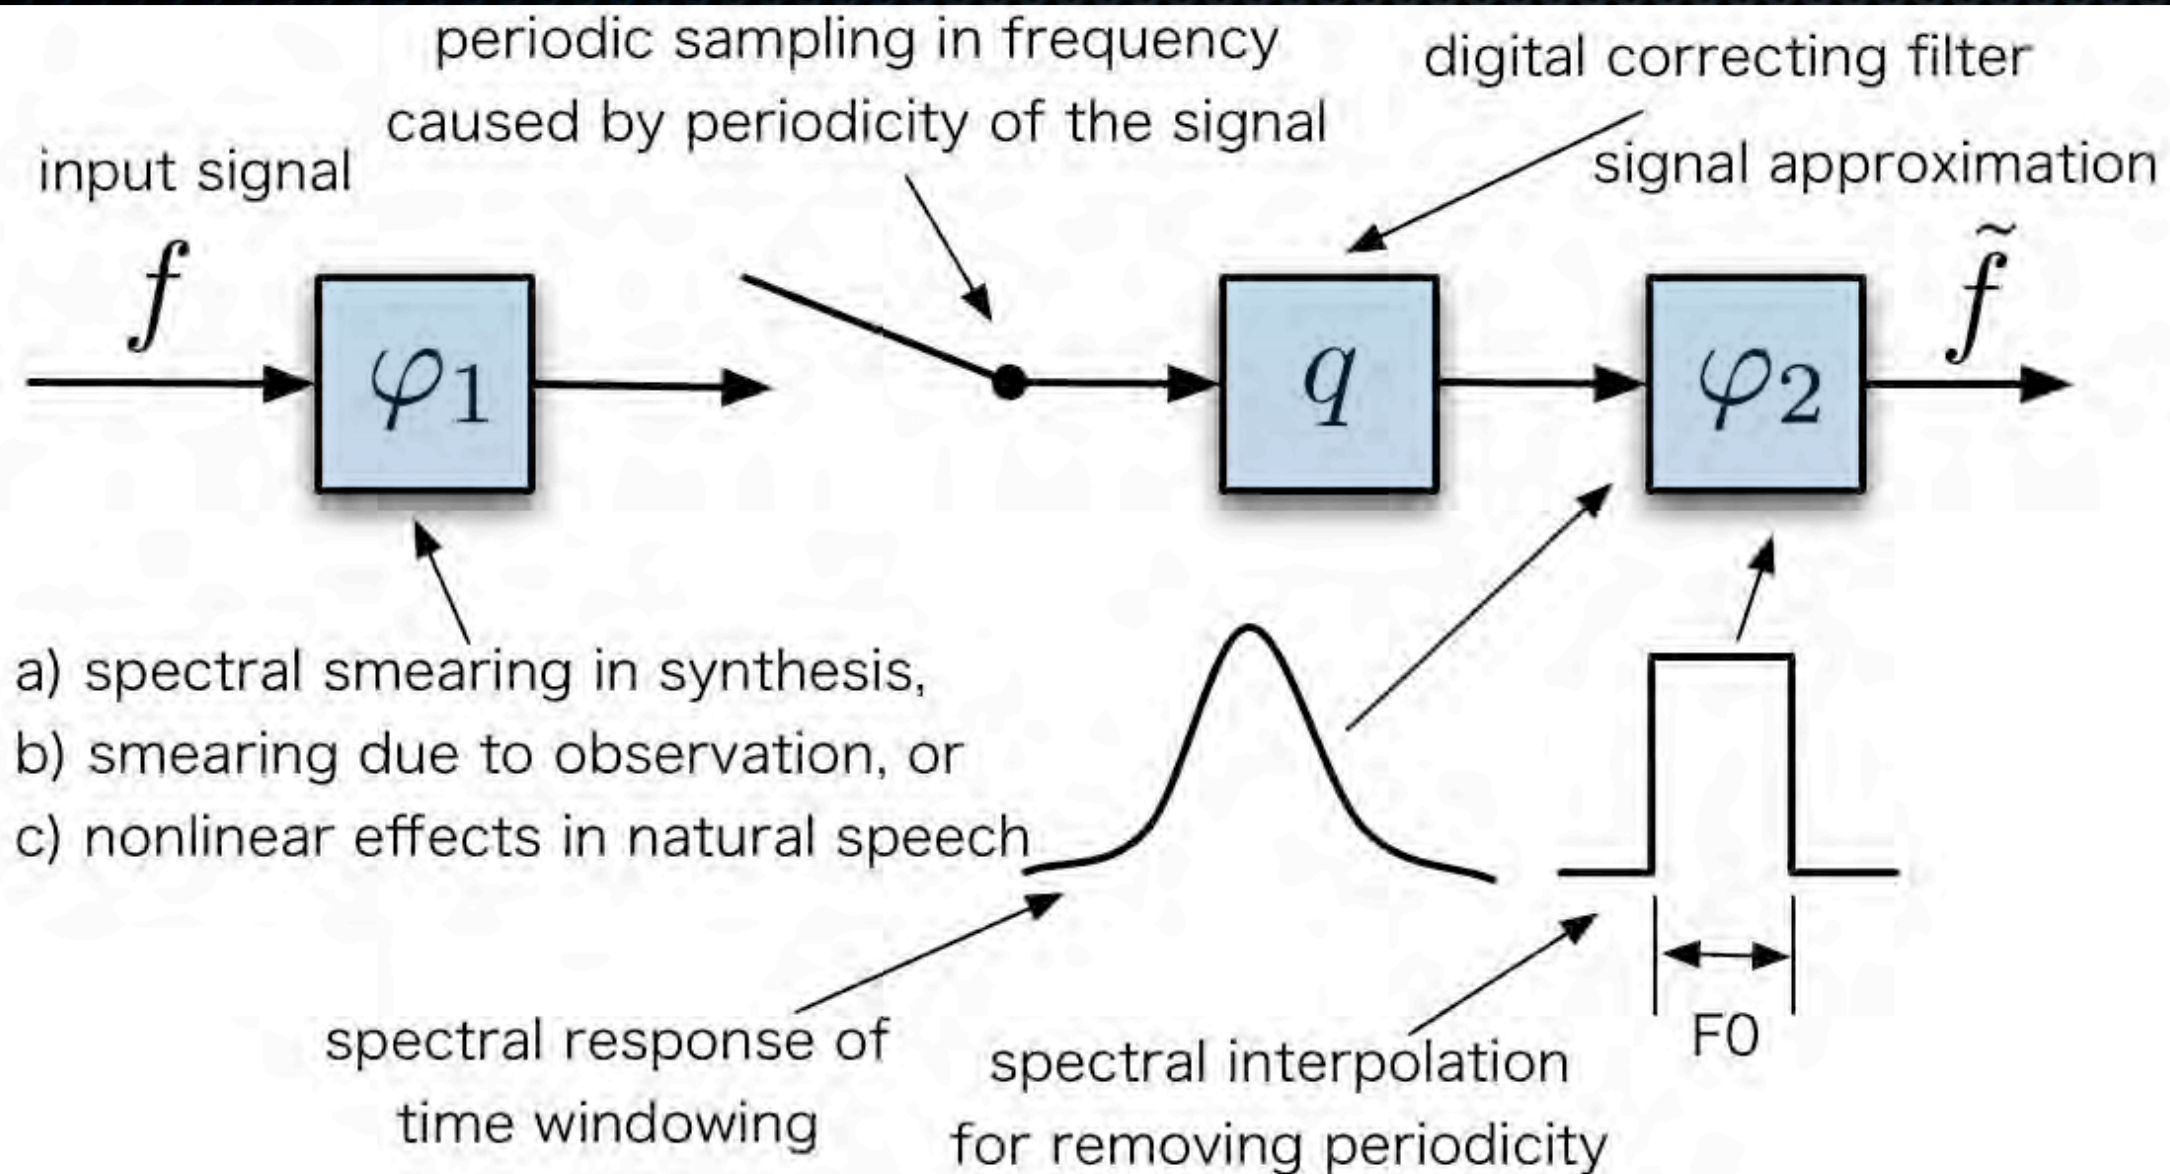 periodic sampling in frequency
caused by periodicity of the signal
digital correcting filter
input signal
signal approximation
f
f̃
φ1
q
φ2
a) spectral smearing in synthesis,
b) smearing due to observation, or
c) nonlinear effects in natural speech
spectral response of
time windowing
spectral interpolation
for removing periodicity
F0